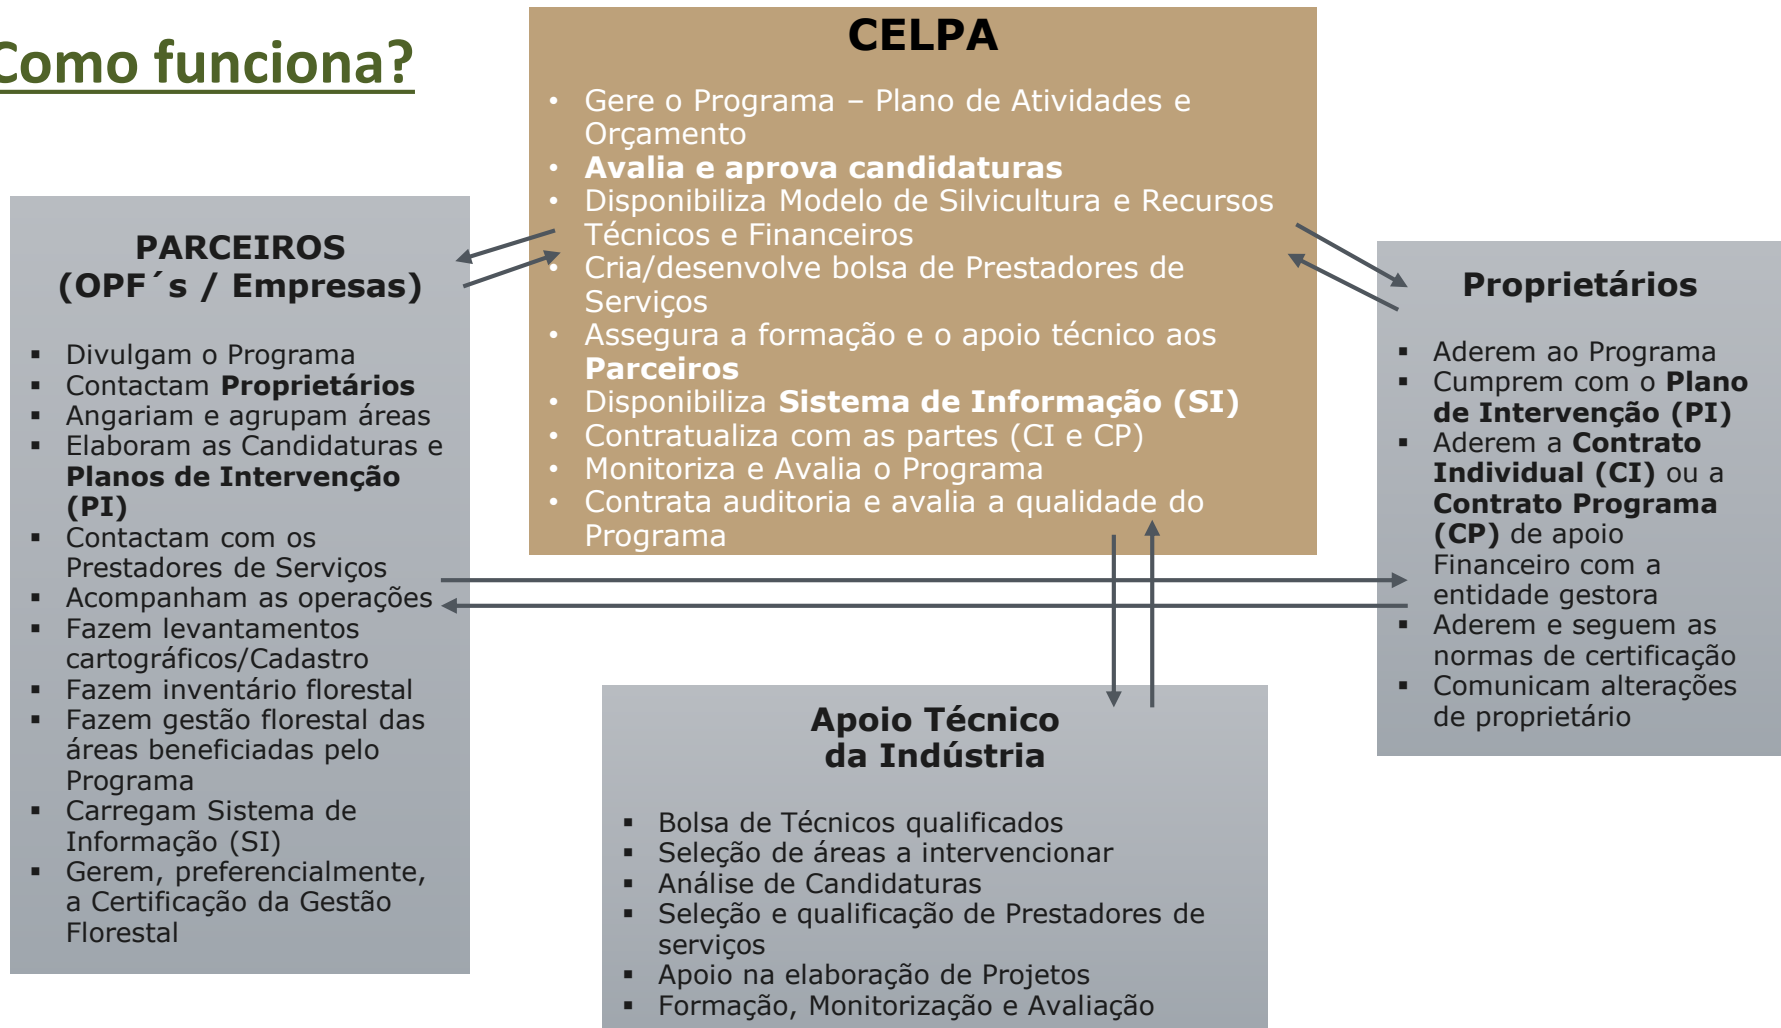 Como funciona?
CELPA
• Gere o Programa – Plano de Atividades e
Orçamento
• Avalia e aprova candidaturas
• Disponibiliza Modelo de Silvicultura e Recursos
Técnicos e Financeiros
• Cria/desenvolve bolsa de Prestadores de
Serviços
• Assegura a formação e o apoio técnico aos
Parceiros
• Disponibiliza Sistema de Informação (SI)
• Contratualiza com as partes (CI e CP)
• Monitoriza e Avalia o Programa
• Contrata auditoria e avalia a qualidade do
Programa
PARCEIROS
(OPF´s / Empresas)
▪ Divulgam o Programa
▪ Contactam Proprietários
▪ Angariam e agrupam áreas
▪ Elaboram as Candidaturas e
Planos de Intervenção
(PI)
▪ Contactam com os
Prestadores de Serviços
▪ Acompanham as operações
▪ Fazem levantamentos
cartográficos/Cadastro
▪ Fazem inventário florestal
▪ Fazem gestão florestal das
áreas beneficiadas pelo
Programa
▪ Carregam Sistema de
Informação (SI)
▪ Gerem, preferencialmente,
a Certificação da Gestão
Florestal
Proprietários
▪ Aderem ao Programa
▪ Cumprem com o Plano
de Intervenção (PI)
▪ Aderem a Contrato
Individual (CI) ou a
Contrato Programa
(CP) de apoio
Financeiro com a
entidade gestora
▪ Aderem e seguem as
normas de certificação
▪ Comunicam alterações
de proprietário
Apoio Técnico
da Indústria
▪ Bolsa de Técnicos qualificados
▪ Seleção de áreas a intervencionar
▪ Análise de Candidaturas
▪ Seleção e qualificação de Prestadores de
serviços
▪ Apoio na elaboração de Projetos
▪ Formação, Monitorização e Avaliação